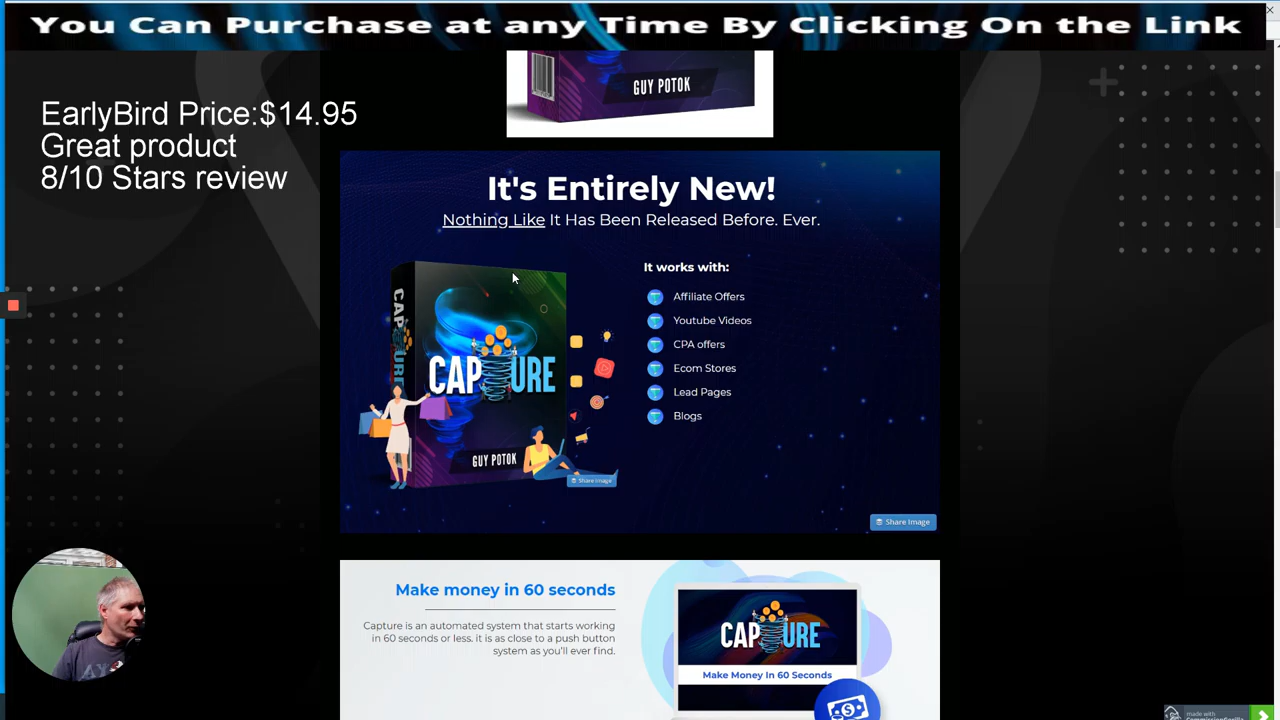 You Can Purchase at any Time By Clicking On the Link
EarlyBird Price:$14.95
Great product
8/10 Stars review
GUY POTOK
It's Entirely New!
Nothing Like It Has Been Released Before. Ever.
It works with:
Affiliate Offers
Youtube Videos
CPA offers
Ecom Stores
Lead Pages
Blogs
CAPTURE
CAPTURE
GUY POTOK
Share Image
Share Image
Make money in 60 seconds
Capture is an automated system that starts working
in 60 seconds or less. it is as close to a push button
system as you'll ever find.
CAPTURE
Make Money In 60 Seconds
made with